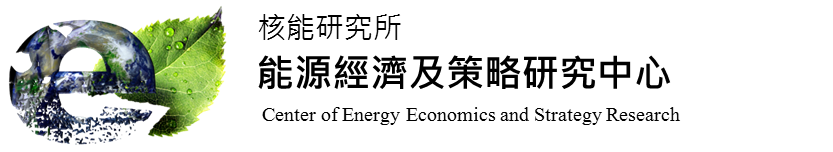 核能研究所
能源經濟及策略研究中心
Center of Energy Economics and Strategy Research